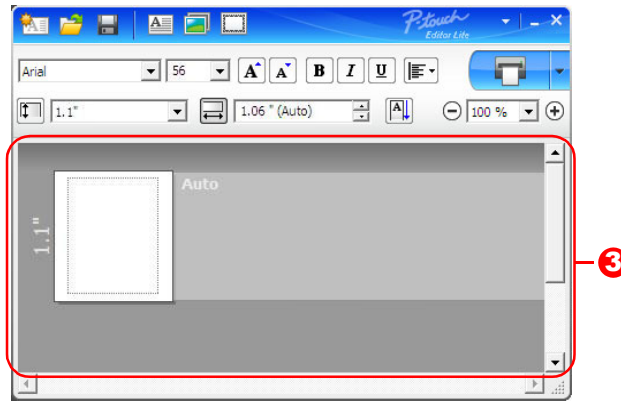 P-touch
Editor Lite
Arial 56 A A B I U
1.1" 1.06 " (Auto) A 100 %
Auto
1.1"
3